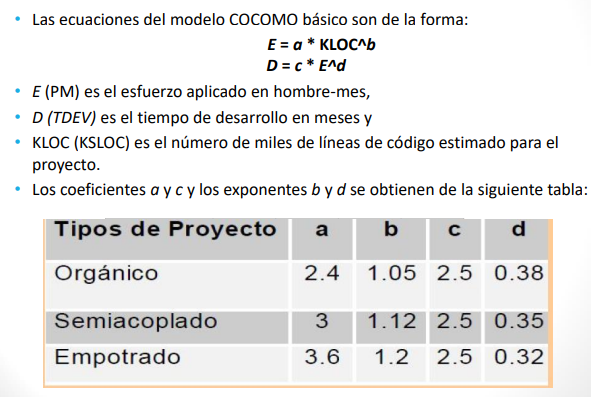 • Las ecuaciones del modelo COCOMO básico son de la forma:
E = a * KLOC^b
D = c * E^d
• E (PM) es el esfuerzo aplicado en hombre-mes,
• D (TDEV) es el tiempo de desarrollo en meses y
• KLOC (KSLOC) es el número de miles de líneas de código estimado para el
proyecto.
• Los coeficientes a y c y los exponentes b y d se obtienen de la siguiente tabla:
Tipos de Proyecto a b c d
Orgánico 2.4 1.05 2.5 0.38
Semiacoplado 3 1.12 2.5 0.35
Empotrado 3.6 1.2 2.5 0.32